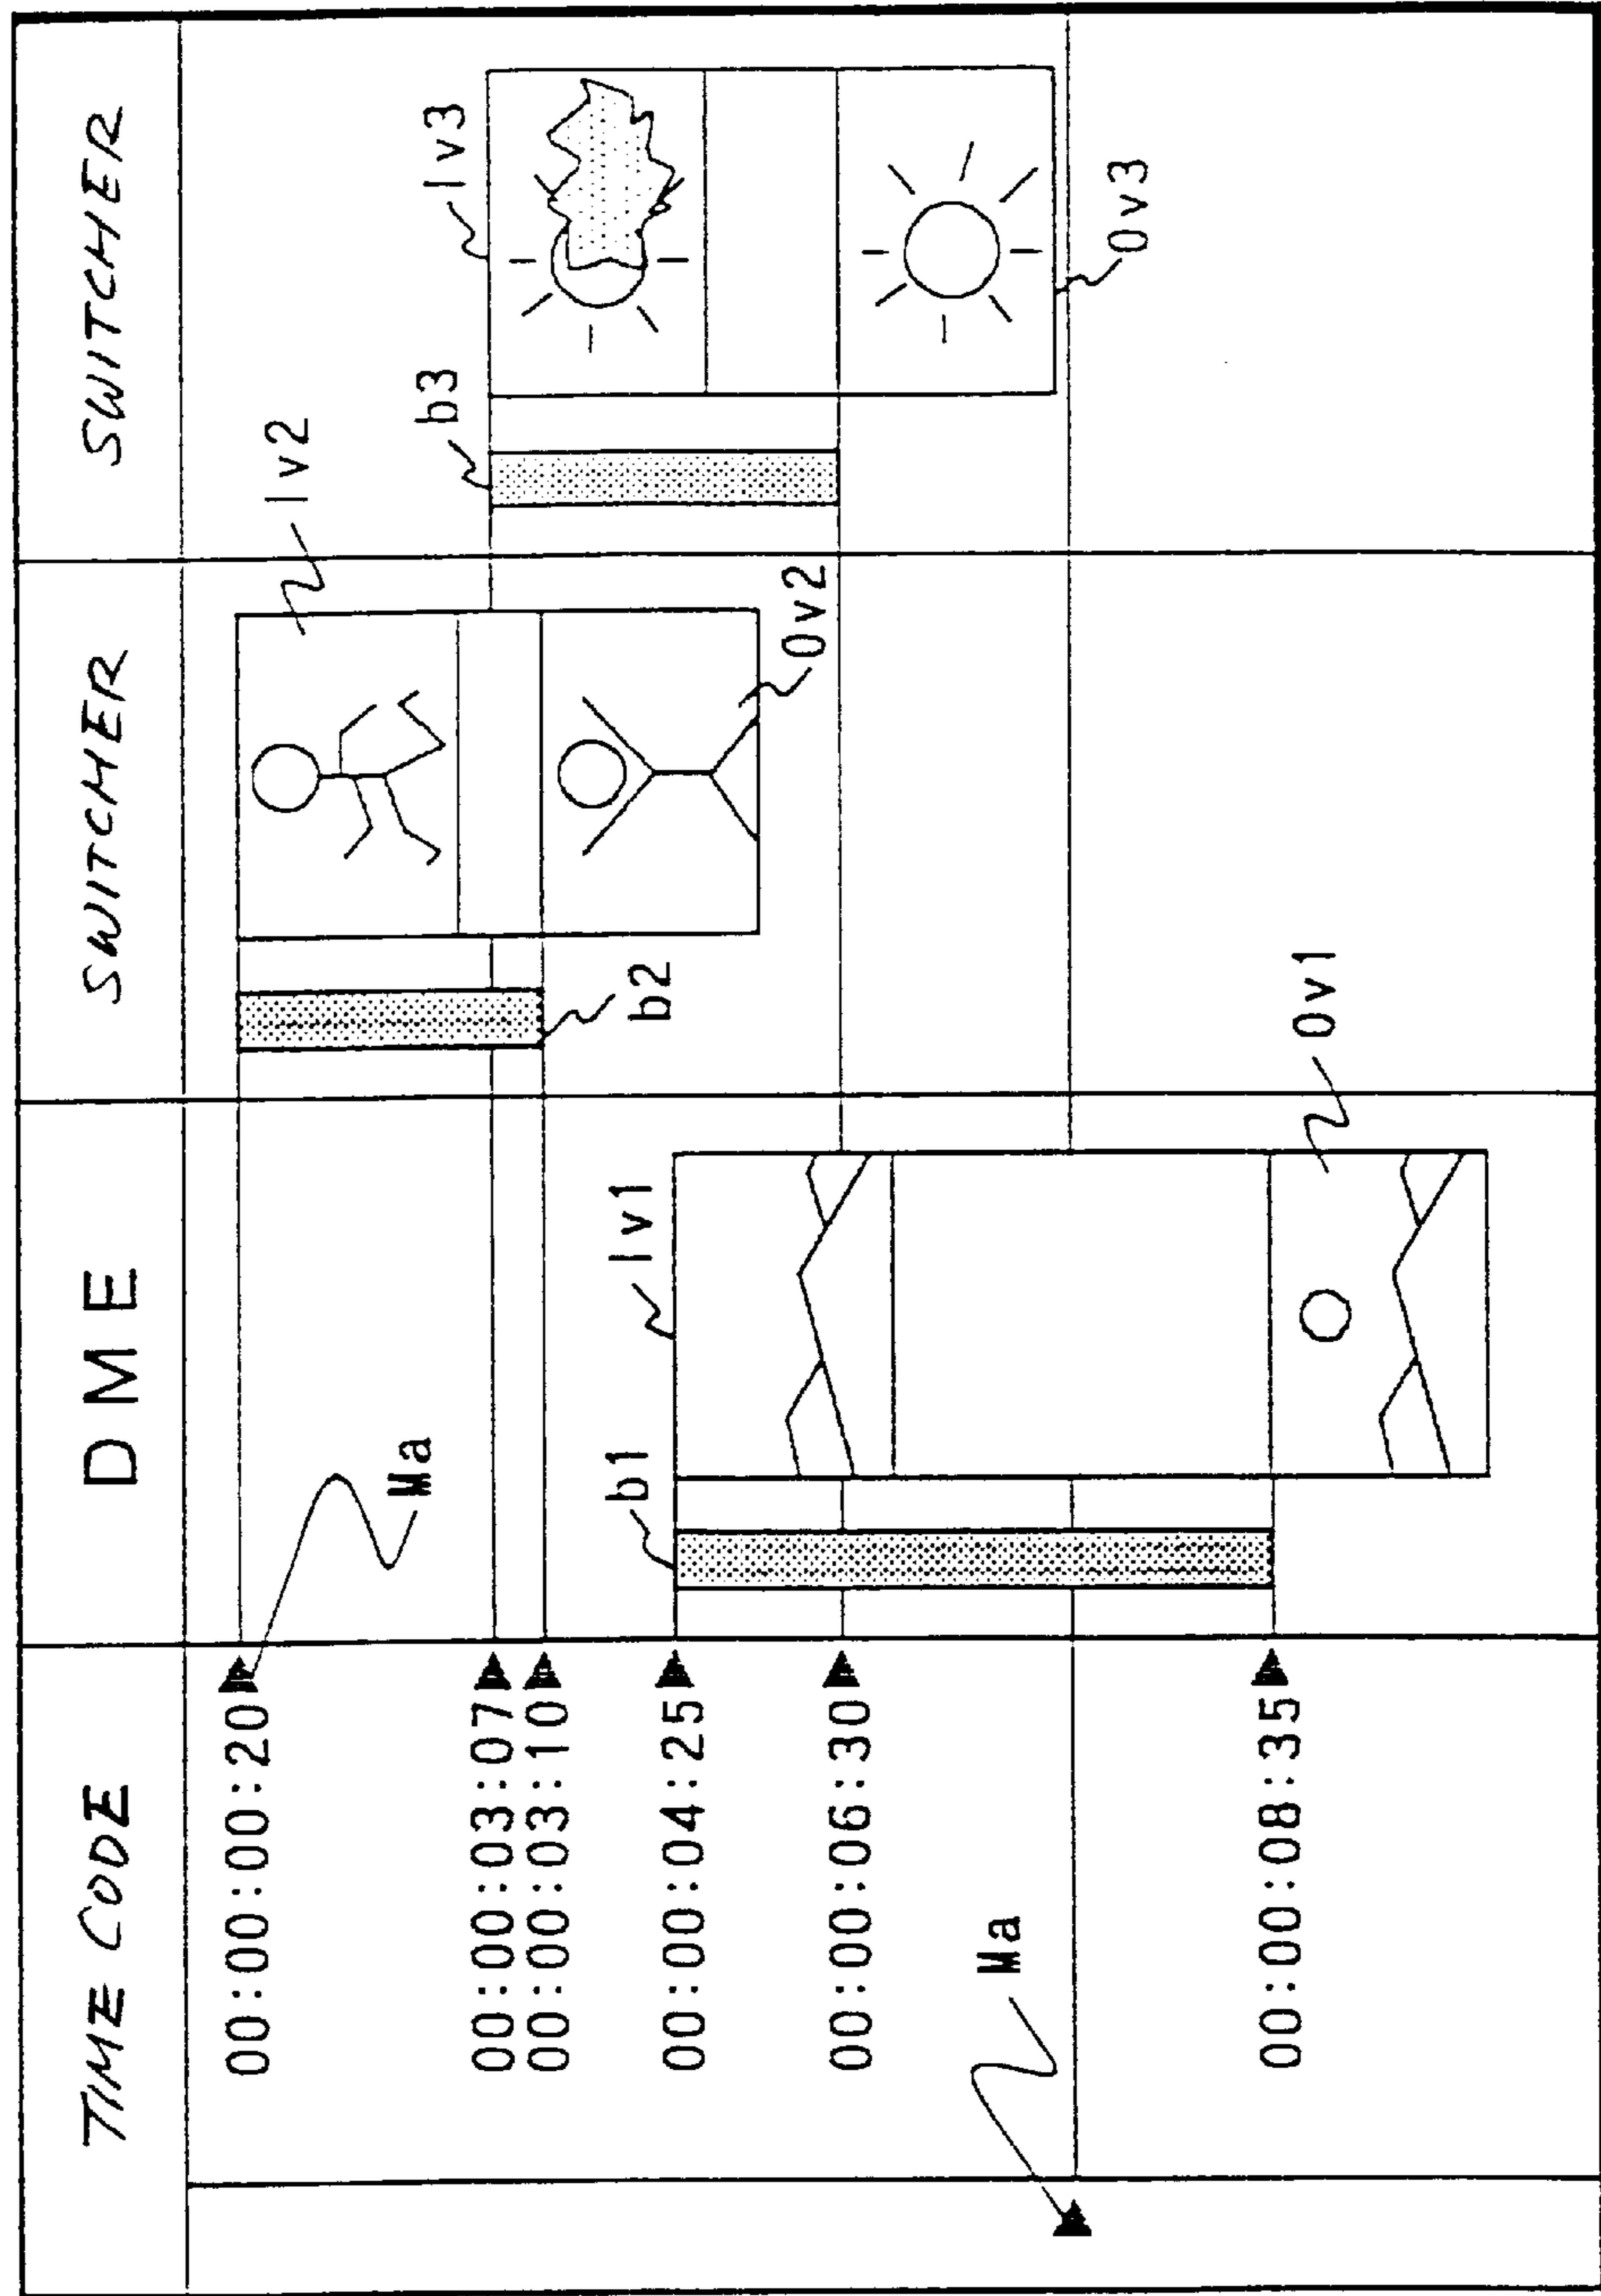 TIME CODE
DME
SWITCHER
SWITCHER
00:00:00:20
Ma
Iv2
b3
Iv3
00:00:03:07
00:00:03:10
b2
0v2
00:00:04:25
b1
Iv1
00:00:06:30
Ma
0v3
00:00:08:35
0v1